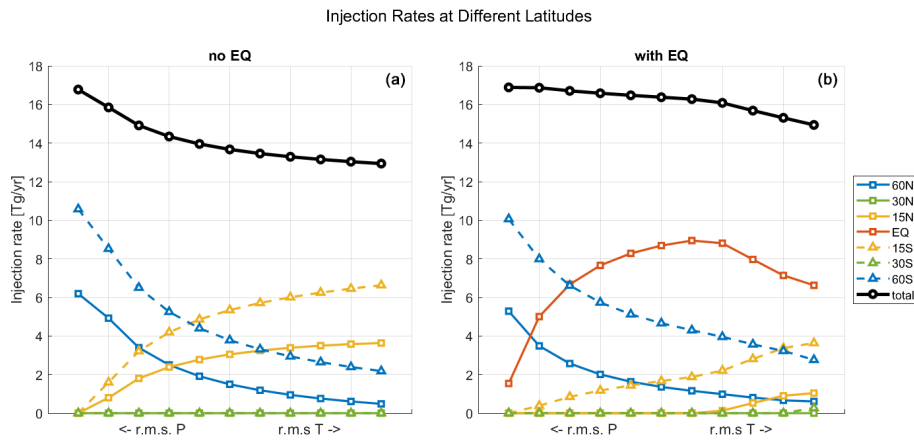 Injection Rates at Different Latitudes
no EQ
(a)
Injection rate [Tg/yr]
18
16
14
12
10
8
6
4
2
0
<- r.m.s. P
r.m.s T ->
with EQ
(b)
Injection rate [Tg/yr]
18
16
14
12
10
8
6
4
2
0
<- r.m.s. P
r.m.s T ->
60N
30N
15N
EQ
15S
30S
60S
total